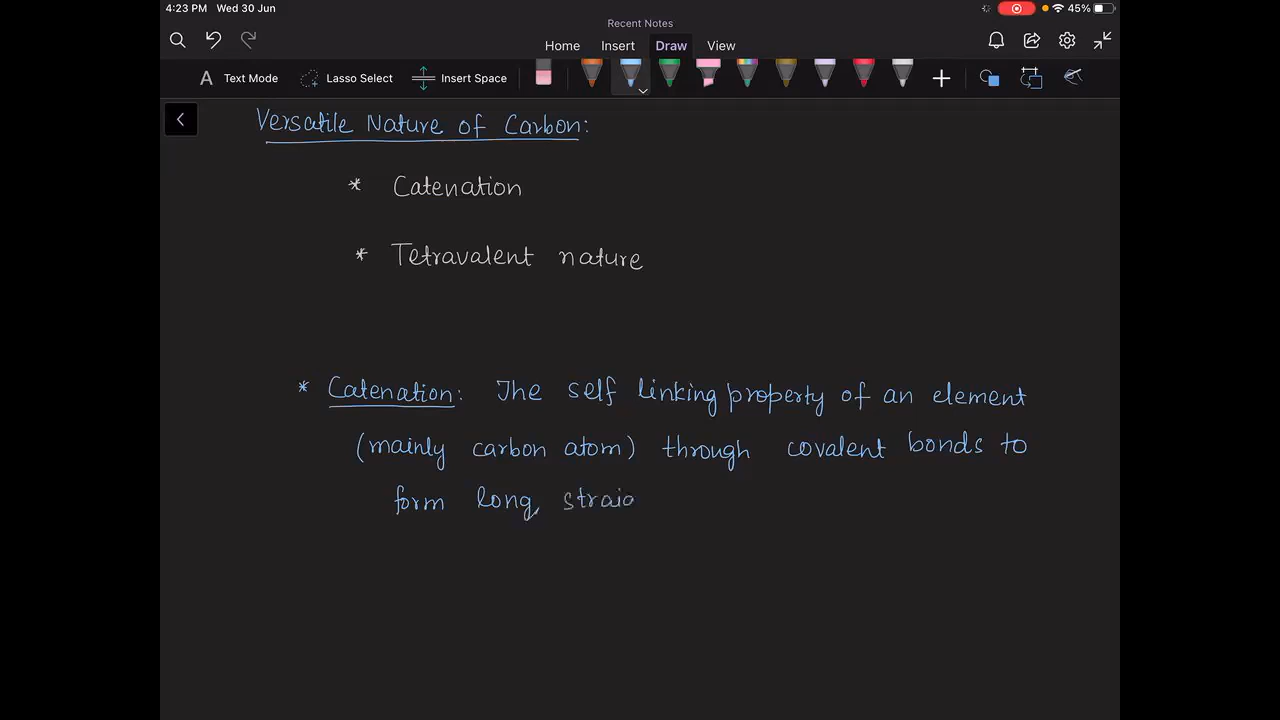 4:23 PM Wed 30 Jun
45%
Recent Notes
Home Insert Draw View
Text Mode Lasso Select Insert Space
Versatile Nature of Carbon:
* Catenation
* Tetravalent nature
* Catenation: The self linking property of an element
(mainly carbon atom) through covalent bonds to
form long, straig